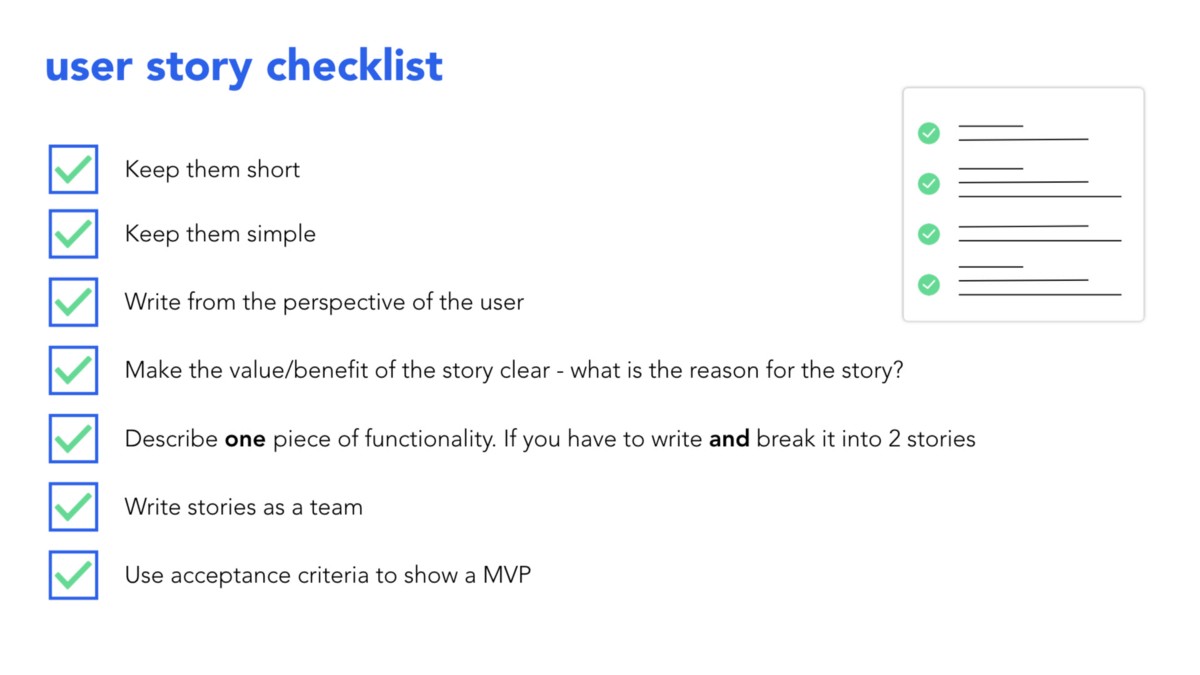 user story checklist
Keep them short
Keep them simple
Write from the perspective of the user
Make the value/benefit of the story clear - what is the reason for the story?
Describe one piece of functionality. If you have to write and break it into 2 stories
Write stories as a team
Use acceptance criteria to show a MVP